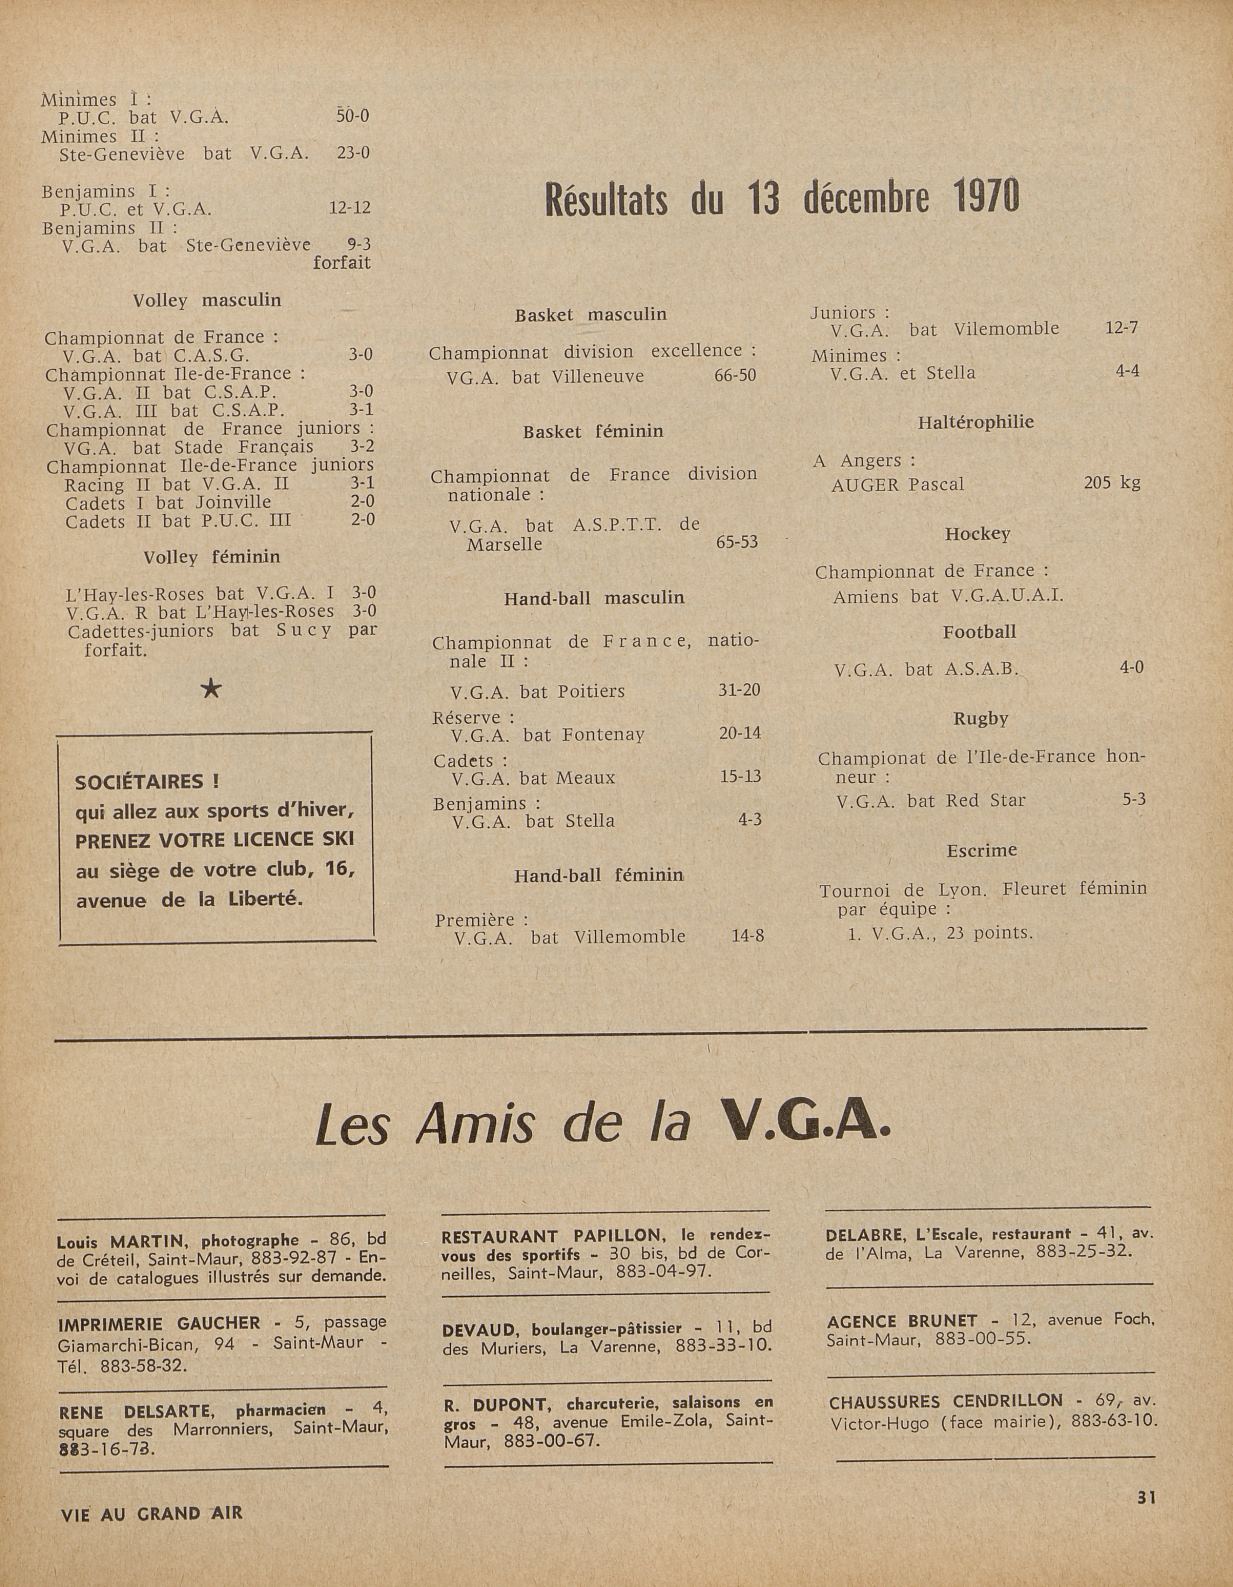 Minimes I :
P.U.C. bat V.G.A. 50-0
Minimes II :
Ste-Geneviève bat V.G.A. 23-0
Benjamins I :
P.U.C. et V.G.A. 12-12
Benjamins II :
V.G.A. bat Ste-Geneviève 9-3
forfait
Volley masculin
Championnat de France :
V.G.A. bat C.A.S.G. 3-0
Championnat Ile-de-France :
V.G.A. II bat C.S.A.P. 3-0
V.G.A. III bat C.S.A.P. 3-1
Championnat de France juniors :
VG.A. bat Stade Français 3-2
Championnat Ile-de-France juniors
Racing II bat V.G.A. II 3-1
Cadets I bat Joinville 2-0
Cadets II bat P.U.C. III 2-0
Volley féminin
L'Hay-les-Roses bat V.G.A. I 3-0
V.G.A. R bat L'Hay-les-Roses 3-0
Cadettes-juniors bat Sucy par
forfait.
★
SOCIÉTAIRES !
qui allez aux sports d'hiver,
PRENEZ VOTRE LICENCE SKI
au siège de votre club, 16,
avenue de la Liberté.
Résultats du 13 décembre 1970
Basket masculin
Championnat division excellence :
VG.A. bat Villeneuve 66-50
Basket féminin
Championnat de France division
nationale :
V.G.A. bat A.S.P.T.T. de
Marselle 65-53
Hand-ball masculin
Championnat de France, natio-
nale II :
V.G.A. bat Poitiers 31-20
Réserve :
V.G.A. bat Fontenay 20-14
Cadets :
V.G.A. bat Meaux 15-13
Benjamins :
V.G.A. bat Stella 4-3
Hand-ball féminin
Première :
V.G.A. bat Villemomble 14-8
Juniors :
V.G.A. bat Vilemomble 12-7
Minimes :
V.G.A. et Stella 4-4
Haltérophilie
A Angers :
AUGER Pascal 205 kg
Hockey
Championnat de France :
Amiens bat V.G.A.U.A.I.
Football
V.G.A. bat A.S.A.B. 4-0
Rugby
Championat de l'Ile-de-France hon-
neur :
V.G.A. bat Red Star 5-3
Escrime
Tournoi de Lyon. Fleuret féminin
par équipe :
1. V.G.A., 23 points.
Les Amis de la V.G.A.
Louis MARTIN, photographe - 86, bd
de Créteil, Saint-Maur, 883-92-87 - En-
voi de catalogues illustrés sur demande.
IMPRIMERIE GAUCHER - 5, passage
Giamarchi-Bican, 94 - Saint-Maur -
Tél. 883-58-32.
RENE DELSARTE, pharmacien - 4,
square des Marronniers, Saint-Maur,
883-16-73.
RESTAURANT PAPILLON, le rendez-
vous des sportifs - 30 bis, bd de Cor-
neilles, Saint-Maur, 883-04-97.
DEVAUD, boulanger-pâtissier - 11, bd
des Muriers, La Varenne, 883-33-10.
R. DUPONT, charcuterie, salaisons en
gros - 48, avenue Emile-Zola, Saint-
Maur, 883-00-67.
DELABRE, L'Escale, restaurant - 41, av.
de l'Alma, La Varenne, 883-25-32.
AGENCE BRUNET - 12, avenue Foch,
Saint-Maur, 883-00-55.
CHAUSSURES CENDRILLON - 69, av.
Victor-Hugo (face mairie), 883-63-10.
VIE AU GRAND AIR
31